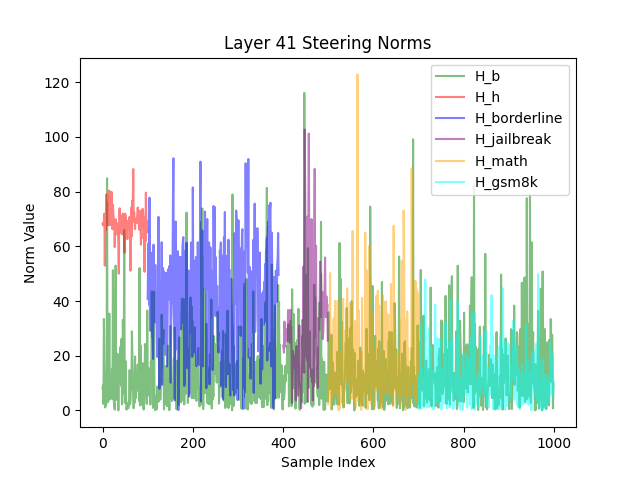 Layer 41 Steering Norms
Norm Value
120
100
80
60
40
20
0
0
200
400
600
800
1000
Sample Index
H_b
H_h
H_borderline
H_jailbreak
H_math
H_gsm8k